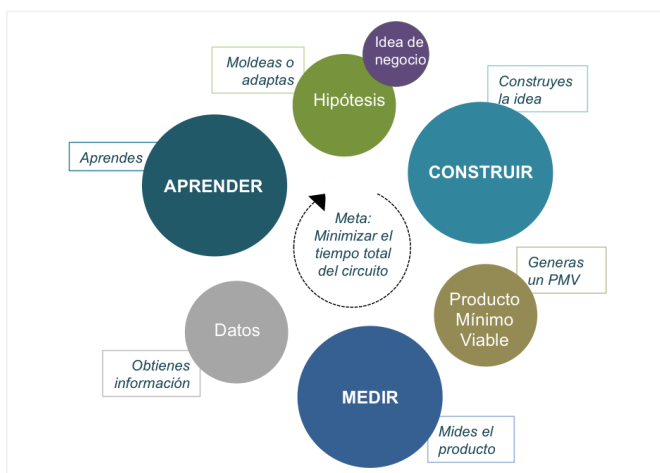 Idea de
negocio
Moldeas o
adaptas
Hipótesis
Construyes
la idea
CONSTRUIR
Generas
un PMV
Producto
Mínimo
Viable
MEDIR
Mides el
producto
Datos
Obtienes
información
APRENDER
Aprendes
Meta:
Minimizar el
tiempo total
del circuito